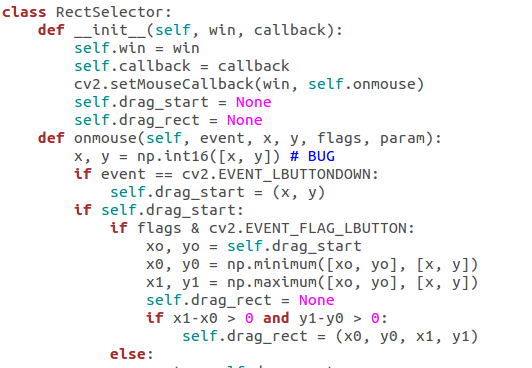 class RectSelector:
    def __init__(self, win, callback):
        self.win = win
        self.callback = callback
        cv2.setMouseCallback(win, self.onmouse)
        self.drag_start = None
        self.drag_rect = None
    def onmouse(self, event, x, y, flags, param):
        x, y = np.int16([x, y]) # BUG
        if event == cv2.EVENT_LBUTTONDOWN:
            self.drag_start = (x, y)
        if self.drag_start:
            if flags & cv2.EVENT_FLAG_LBUTTON:
                xo, yo = self.drag_start
                x0, y0 = np.minimum([xo, yo], [x, y])
                x1, y1 = np.maximum([xo, yo], [x, y])
                self.drag_rect = None
                if x1-x0 > 0 and y1-y0 > 0:
                    self.drag_rect = (x0, y0, x1, y1)
            else: